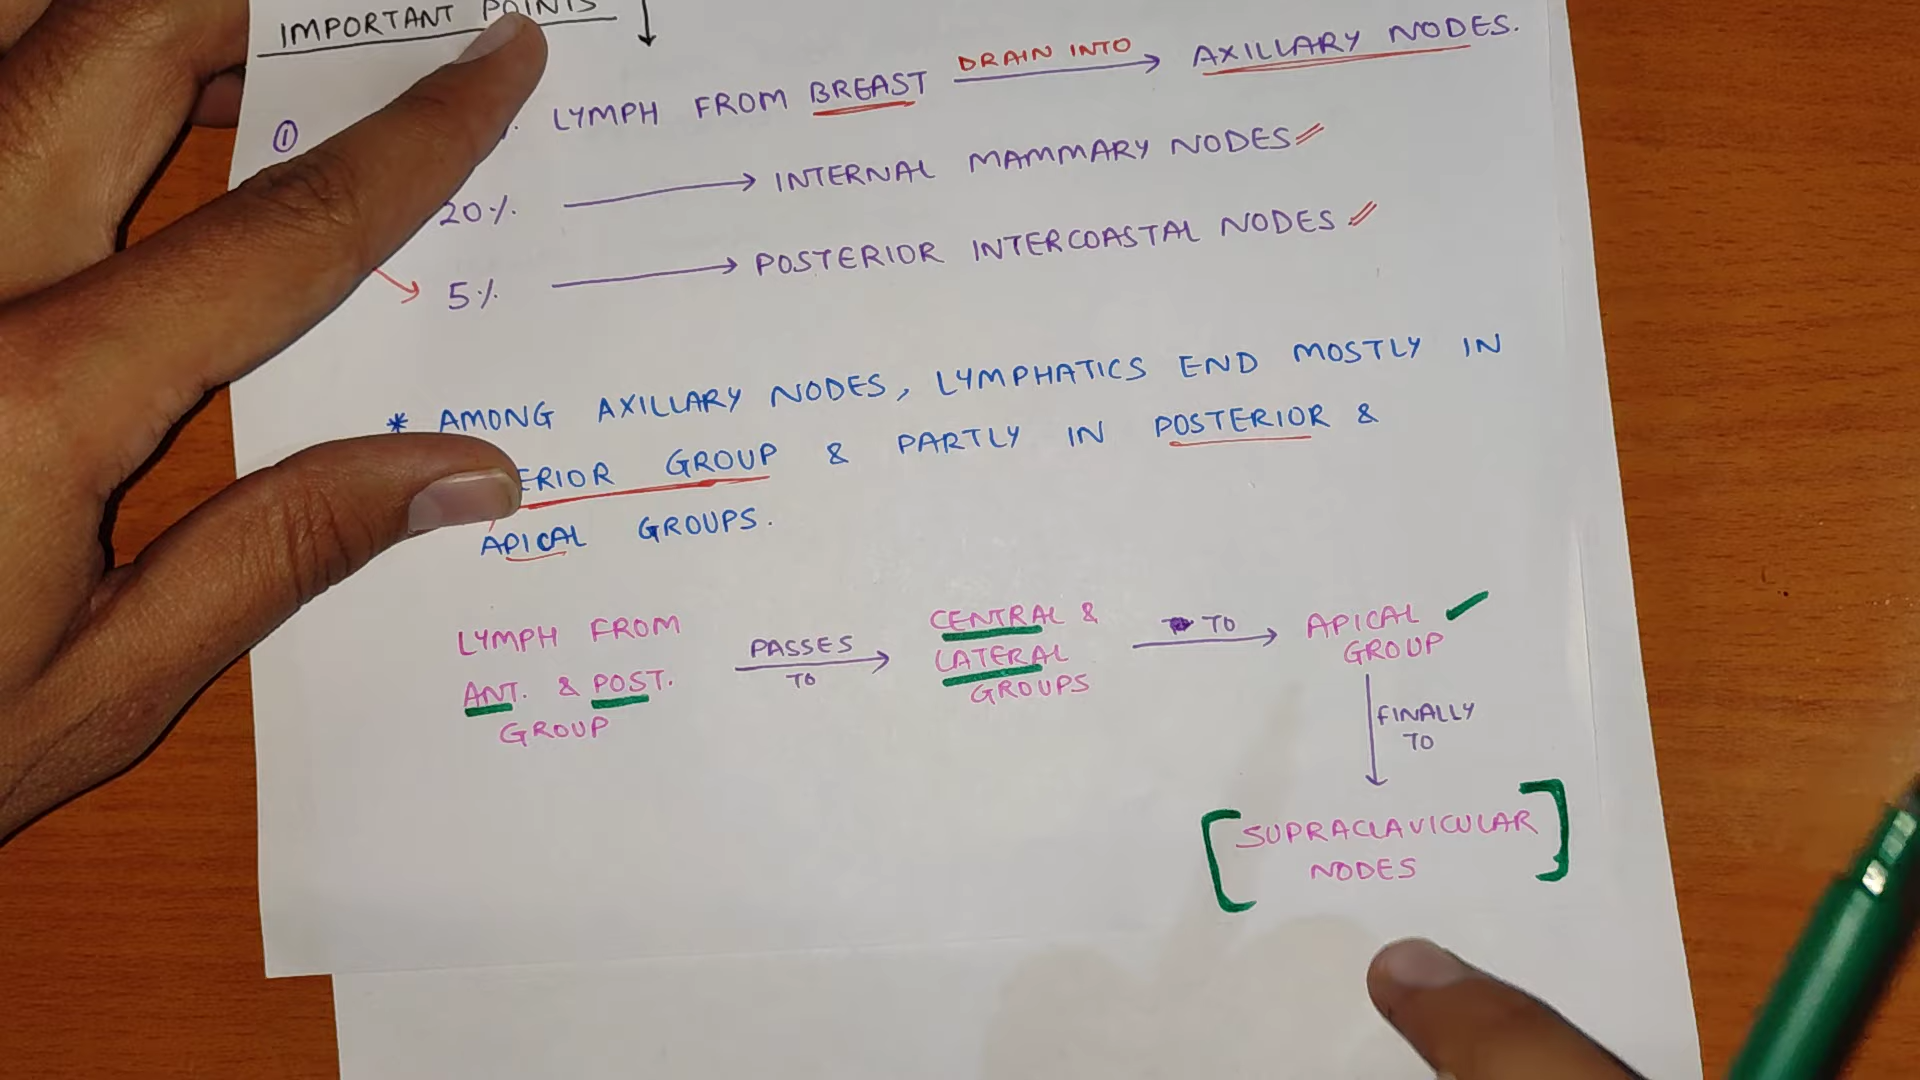 IMPORTANT POINTS
① LYMPH FROM BREAST DRAIN INTO AXILLARY NODES.
20% INTERNAL MAMMARY NODES
5% POSTERIOR INTERCOASTAL NODES
* AMONG AXILLARY NODES, LYMPHATICS END MOSTLY IN
ERIOR GROUP & PARTLY IN POSTERIOR &
APICAL GROUPS.
LYMPH FROM
ANT. & POST.
GROUP
PASSES
TO
CENTRAL &
LATERAL
GROUPS
TO
APICAL
GROUP
FINALLY
TO
SUPRACLAVICULAR
NODES